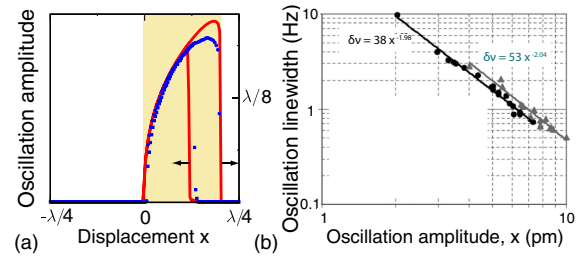 Oscillation amplitude
λ/8
-λ/4
0
λ/4
Displacement x
(a)
Oscillation linewidth (Hz)
10
1
0.1
δν = 38 x^-1.98
δν = 53 x^-2.04
1
10
Oscillation amplitude, x (pm)
(b)